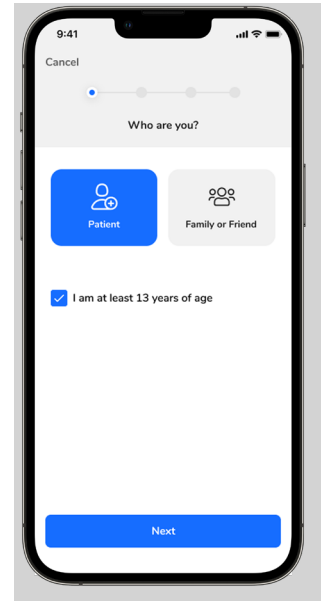 9:41
Cancel
Who are you?
Patient
Family or Friend
I am at least 13 years of age
Next